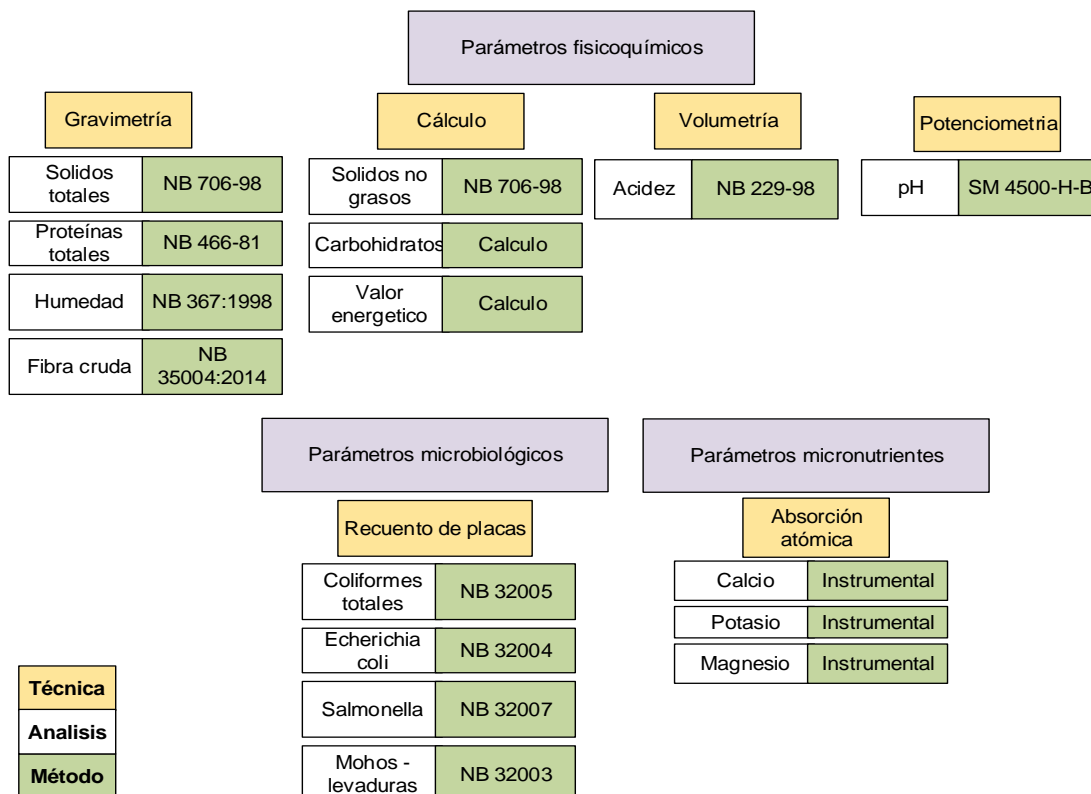 Parámetros fisicoquímicos
Gravimetría
Solidos
totales
NB 706-98
Proteínas
totales
NB 466-81
Humedad
NB 367:1998
Fibra cruda
NB
35004:2014
Cálculo
Solidos no
grasos
NB 706-98
Carbohidratos
Calculo
Valor
energetico
Calculo
Volumetría
Acidez
NB 229-98
Potenciometria
pH
SM 4500-H-B
Parámetros microbiológicos
Recuento de placas
Coliformes
totales
NB 32005
Echerichia
coli
NB 32004
Salmonella
NB 32007
Mohos -
levaduras
NB 32003
Parámetros micronutrientes
Absorción
atómica
Calcio
Instrumental
Potasio
Instrumental
Magnesio
Instrumental
Técnica
Analisis
Método